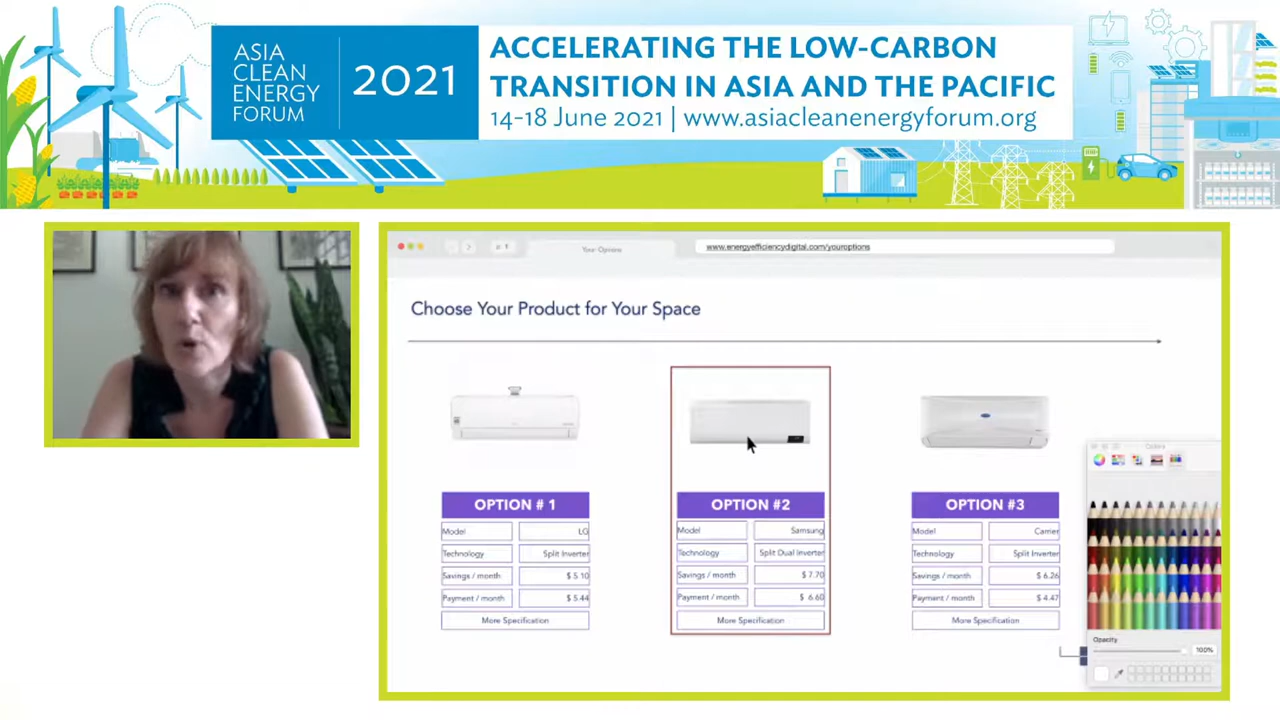 ASIA
CLEAN
ENERGY
FORUM
2021
ACCELERATING THE LOW-CARBON
TRANSITION IN ASIA AND THE PACIFIC
14-18 June 2021 | www.asiacleanenergyforum.org
Your Options
www.energyefficiencydigital.com/youroptions
Choose Your Product for Your Space
OPTION # 1
Model LG
Technology Split Inverter
Savings / month $ 5.10
Payment / month $ 5.44
More Specification
OPTION #2
Model Samsung
Technology Split Dual Inverter
Savings / month $ 7.70
Payment / month $ 6.60
More Specification
OPTION #3
Model Carrier
Technology Split Inverter
Savings / month $ 6.26
Payment / month $ 4.47
More Specification
Colors
Opacity
100%